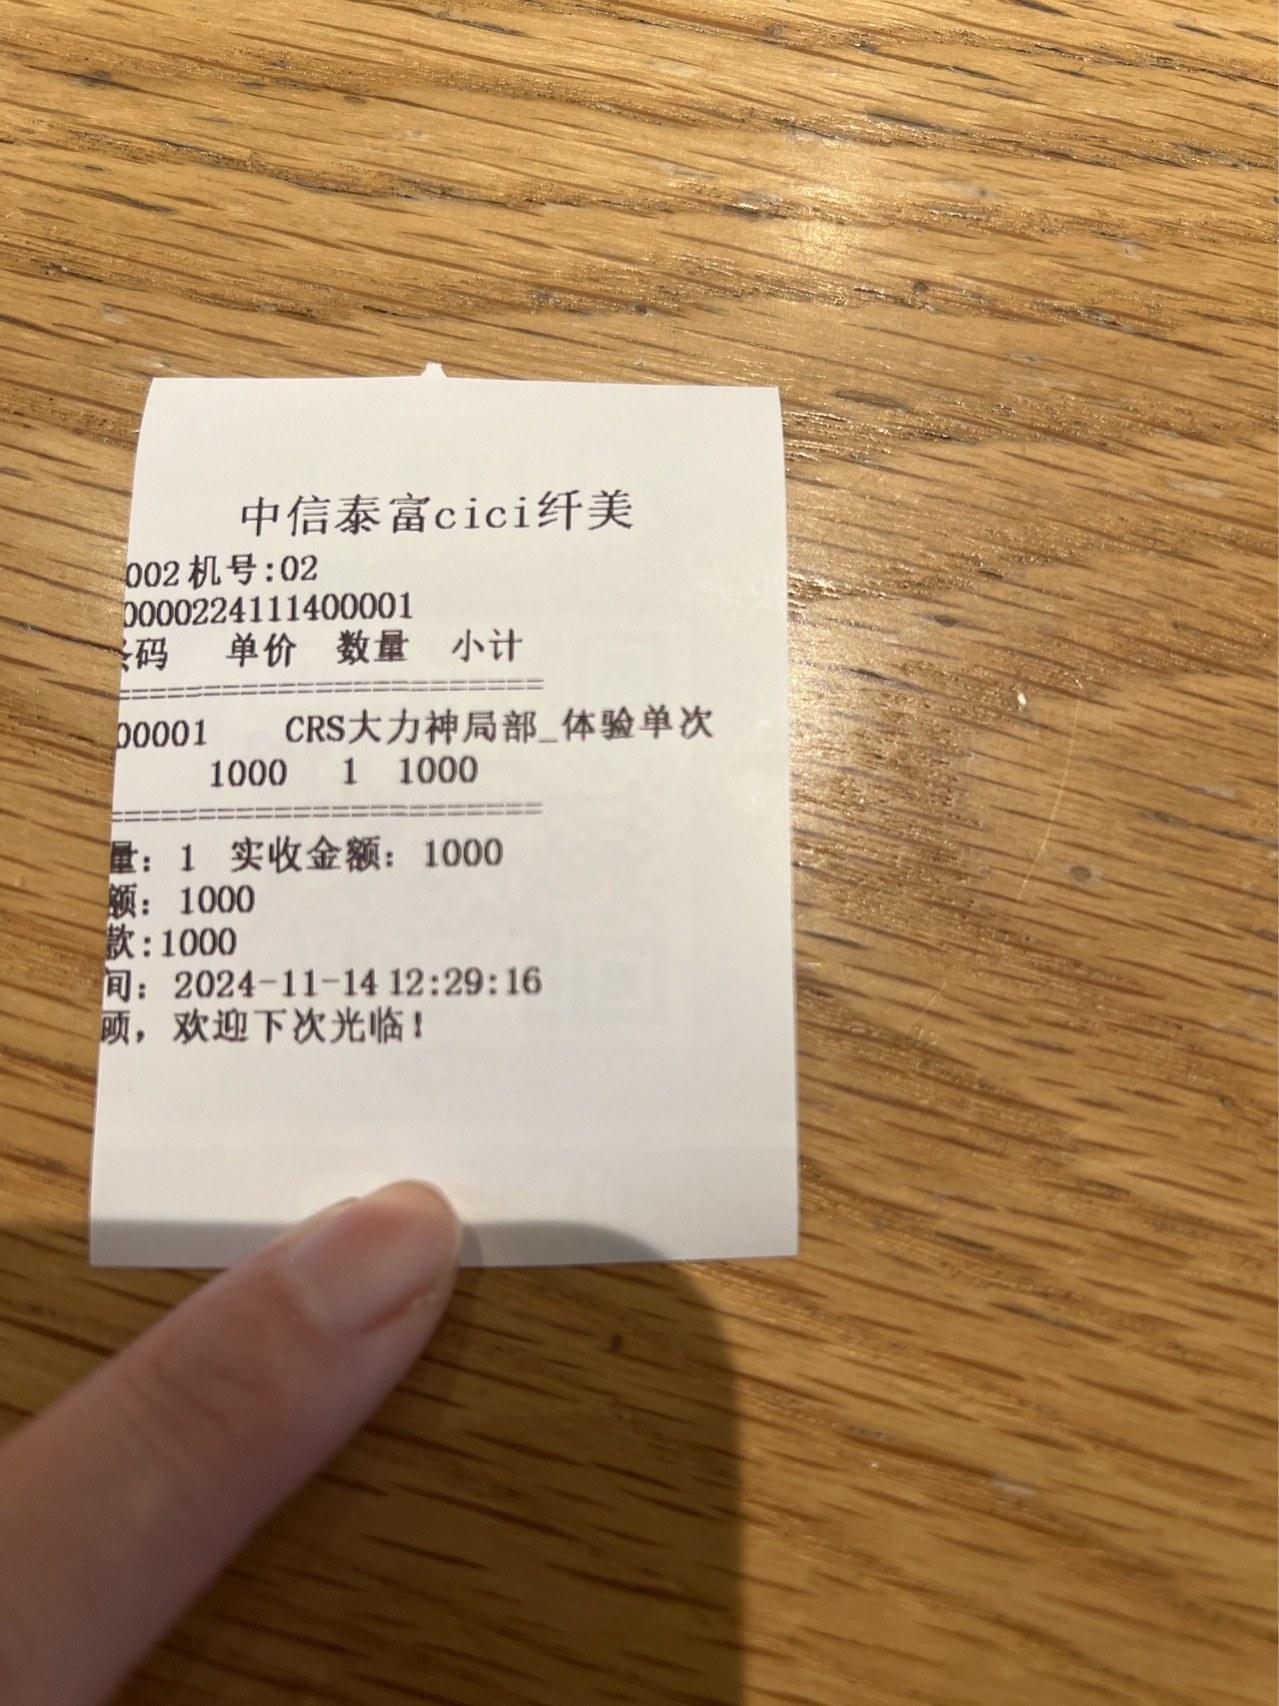 中信泰富cici纤美
002机号:02
0000224111400001
码 单价 数量 小计
========================
00001 CRS大力神局部_体验单次
1000 1 1000
========================
量: 1 实收金额: 1000
额: 1000
款:1000
间: 2024-11-14 12:29:16
顾, 欢迎下次光临!